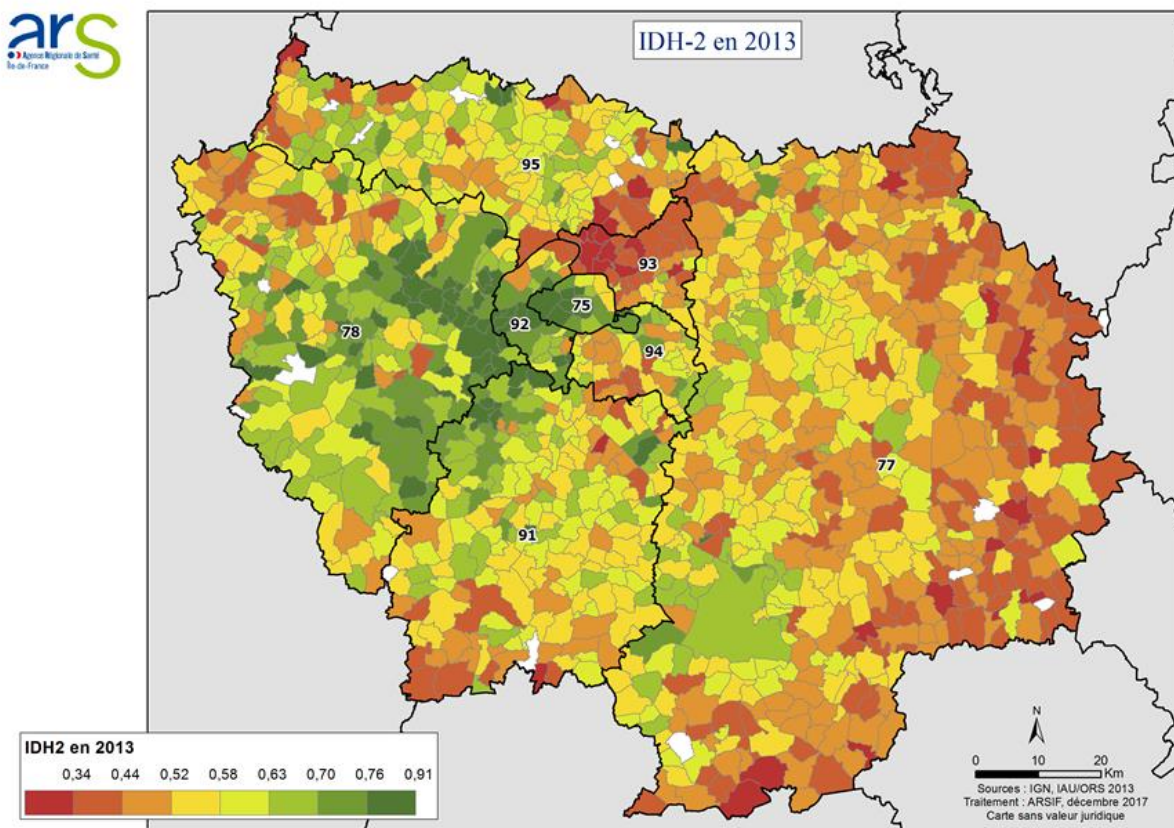 ars
Agence Régionale de Santé
Île-de-France
IDH-2 en 2013
95
93
75
92
78
94
77
91
N
0 10 20
Km
Sources : IGN, IAU/ORS 2013
Traitement : ARSIF, décembre 2017
Carte sans valeur juridique
IDH2 en 2013
0,34 0,44 0,52 0,58 0,63 0,70 0,76 0,91